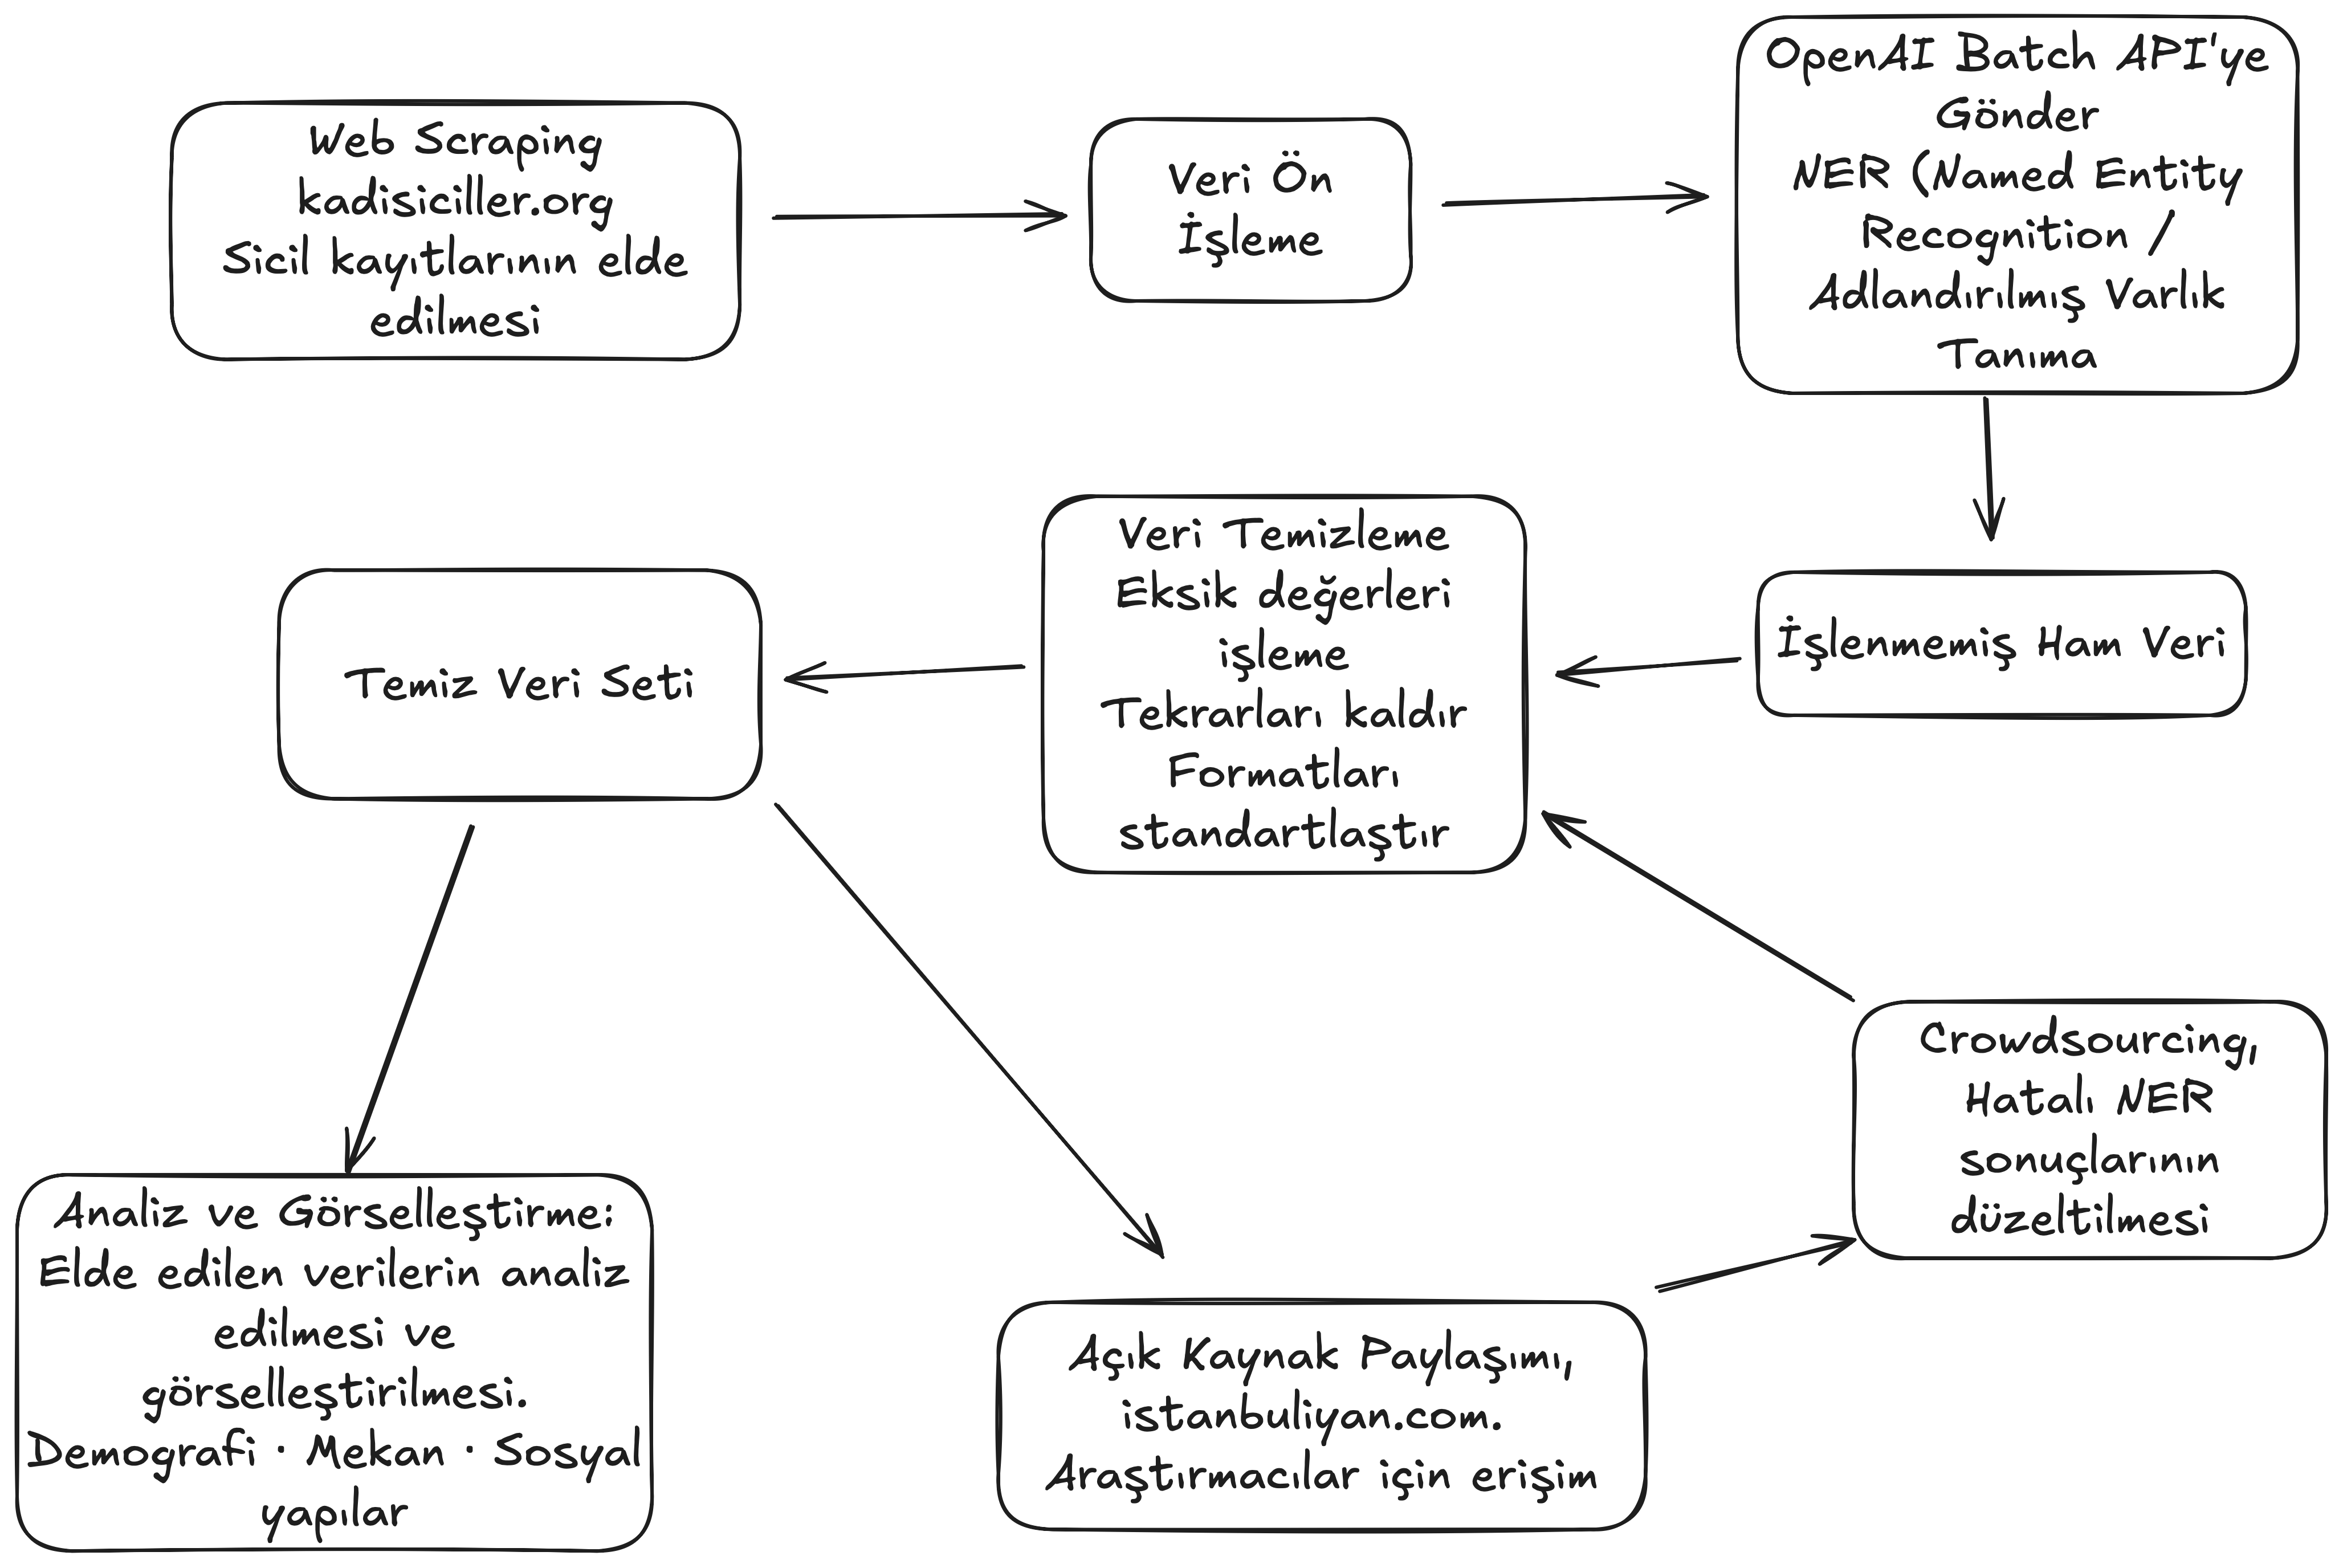 Web Scraping
kadisiciller.org
Sicil kayıtlarının elde
edilmesi
Veri Ön
İşleme
OpenAI Batch API'ye
Gönder
NER (Named Entity
Recognition /
Adlandırılmış Varlık
Tanıma
İşlenmemiş Ham Veri
Veri Temizleme
Eksik değerleri
işleme
Tekrarları kaldır
Formatları
standartlaştır
Temiz Veri Seti
Analiz ve Görselleştirme:
Elde edilen verilerin analiz
edilmesi ve
görselleştirilmesi.
Demografi · Mekan · Sosyal
yapılar
Açık Kaynak Paylaşımı,
istanbuliyan.com.
Araştırmacılar için erişim
Crowdsourcing,
Hatalı NER
sonuçlarının
düzeltilmesi